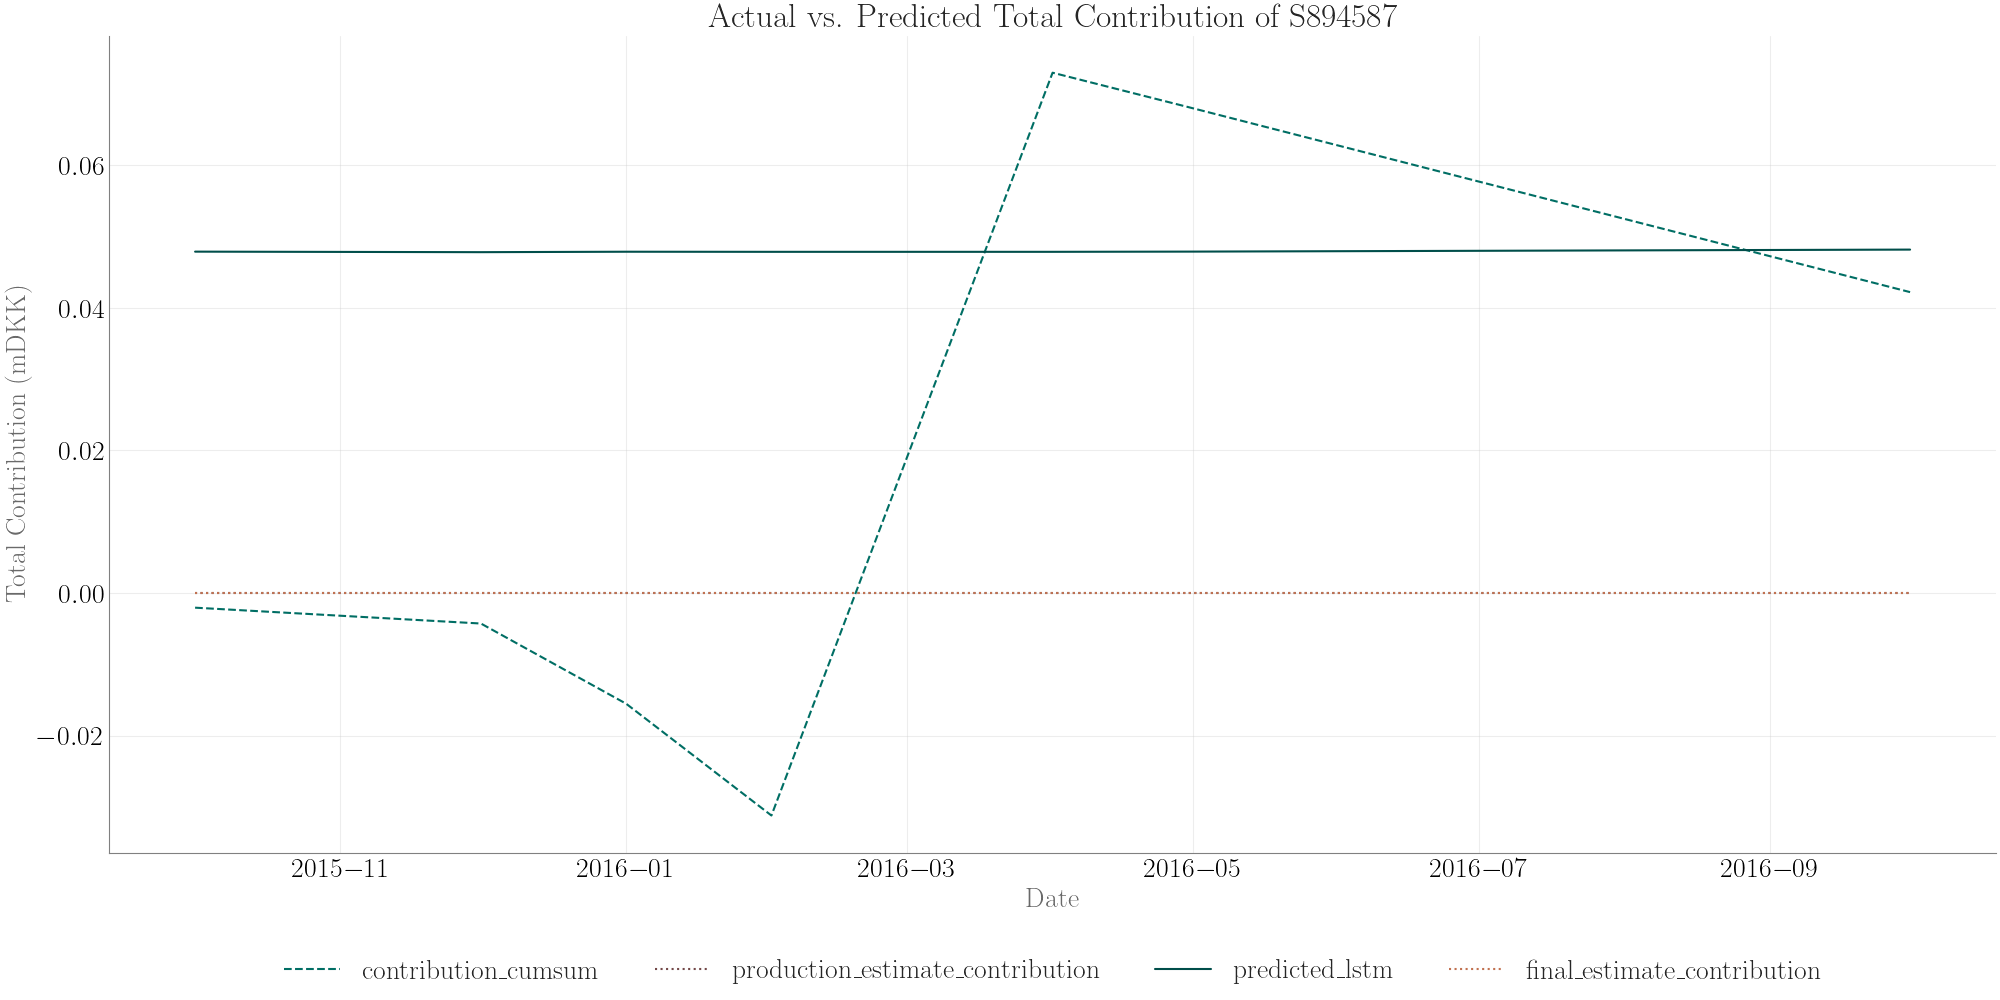 Actual vs. Predicted Total Contribution of S894587
Total Contribution (mDKK)
0.06
0.04
0.02
0.00
−0.02
2015−11 2016−01 2016−03 2016−05 2016−07 2016−09
Date
contribution_cumsum production_estimate_contribution predicted_lstm final_estimate_contribution